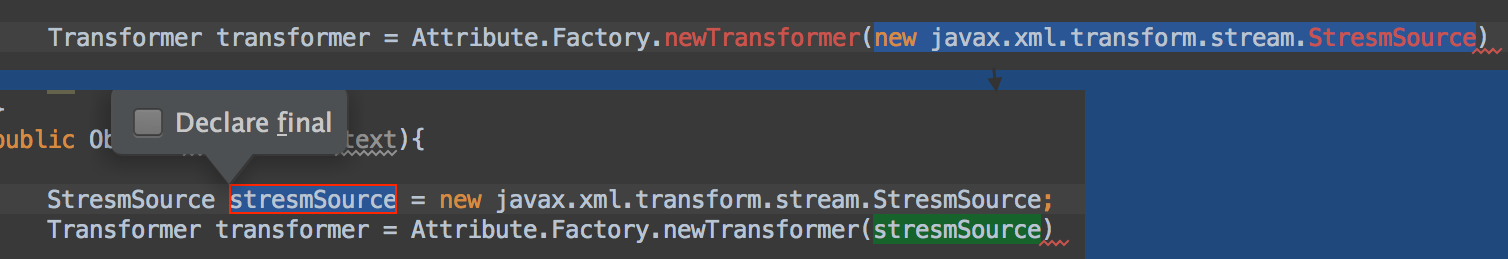 Transformer transformer = Attribute.Factory.newTransformer(new javax.xml.transform.stream.StresmSource)
Declare final
public Ob text){
StresmSource stresmSource = new javax.xml.transform.stream.StresmSource;
Transformer transformer = Attribute.Factory.newTransformer(stresmSource)